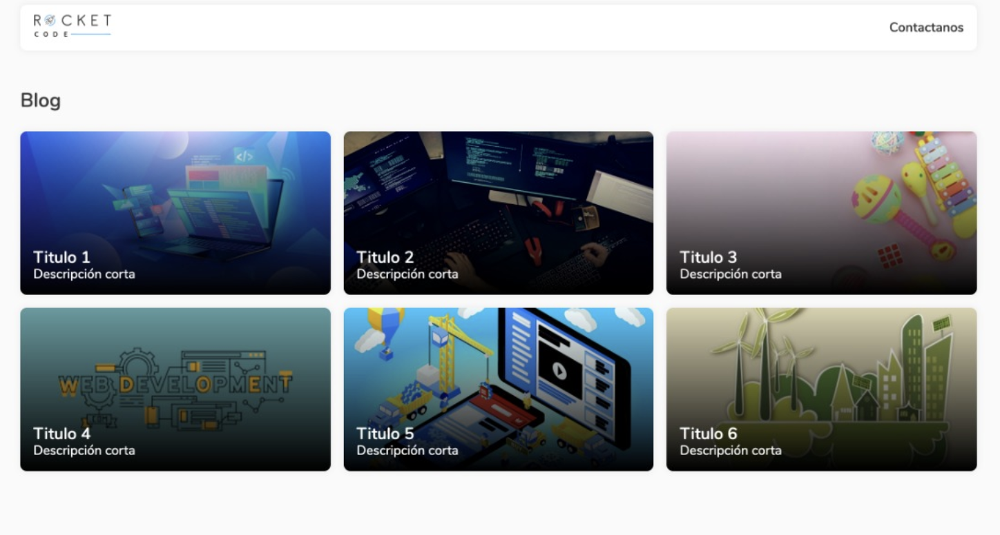 ROCKET
CODE
Contactanos
Blog
Titulo 1
Descripción corta
Titulo 2
Descripción corta
Titulo 3
Descripción corta
WEB DEVELOPMENT
Titulo 4
Descripción corta
Titulo 5
Descripción corta
Titulo 6
Descripción corta